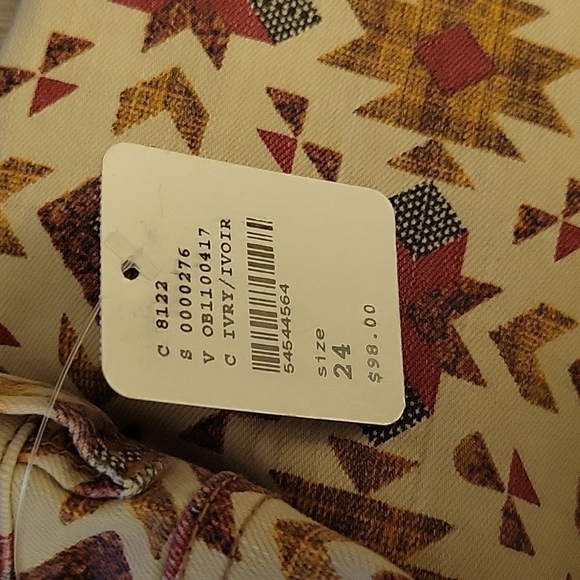 C 8122
S 0000276
V OB1100417
C IVRY/IVOIR
54544564
size
24
$98.00